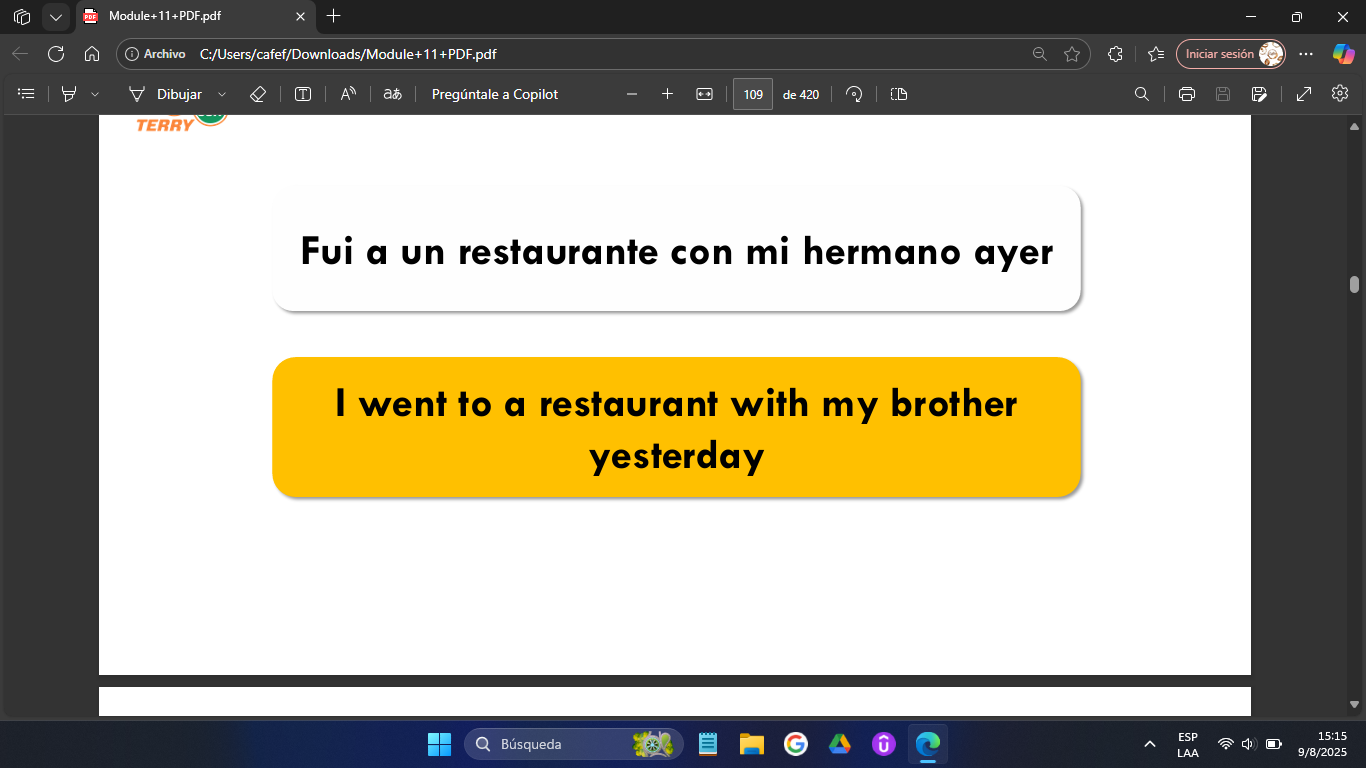 Module+11+PDF.pdf
Archivo C:/Users/cafef/Downloads/Module+11+PDF.pdf
Iniciar sesión
Dibujar
Pregúntale a Copilot
109 de 420
TERRY
Fui a un restaurante con mi hermano ayer
I went to a restaurant with my brother
yesterday
Búsqueda
ESP
LAA
15:15
9/8/2025